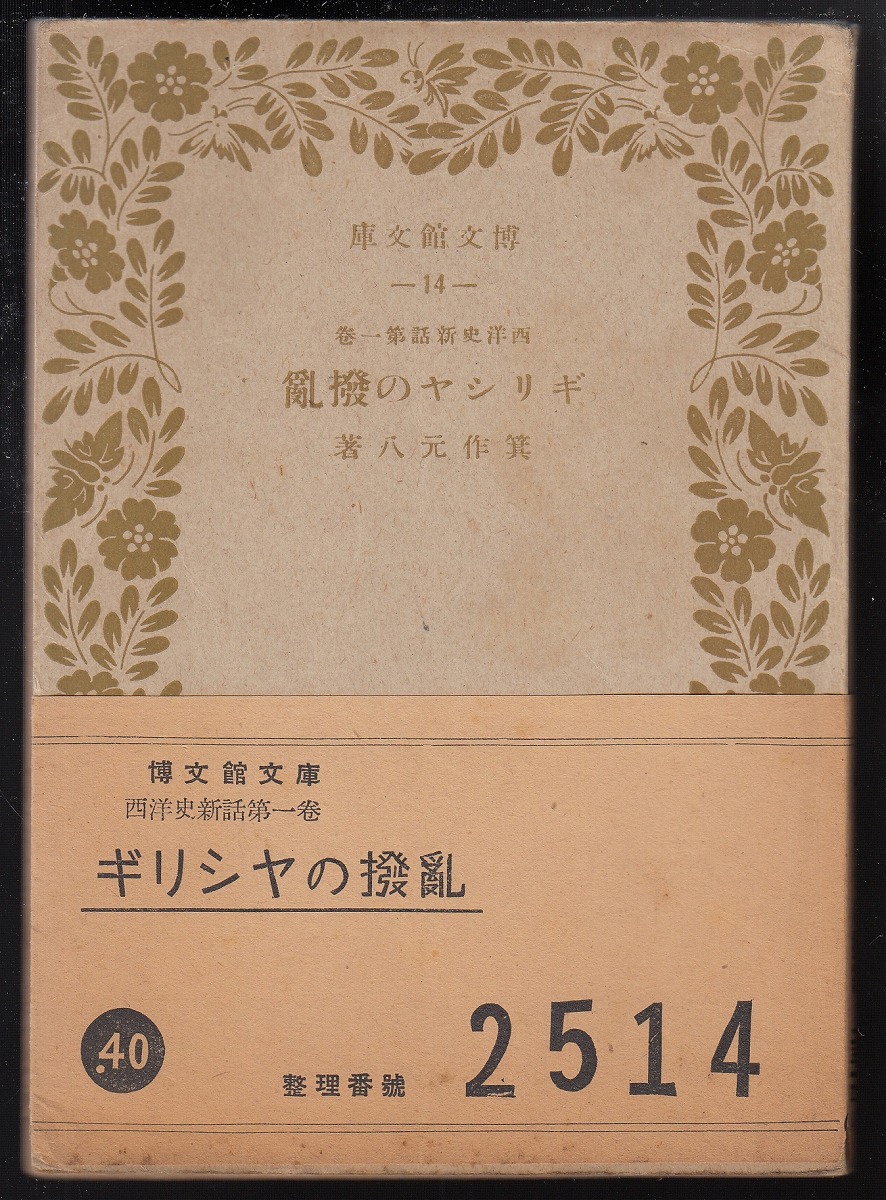 博文館文庫
—14—
西洋史新話第一卷
ギリシヤの撥亂
箕作元八著
博文館文庫
西洋史新話第一卷
ギリシヤの撥亂
.40
整理番號 2514